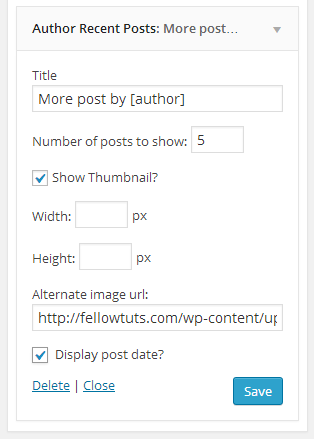 Author Recent Posts: More post…
Title
More post by [author]
Number of posts to show: 5
Show Thumbnail?
Width: px
Height: px
Alternate image url:
http://fellowtuts.com/wp-content/up
Display post date?
Delete | Close Save